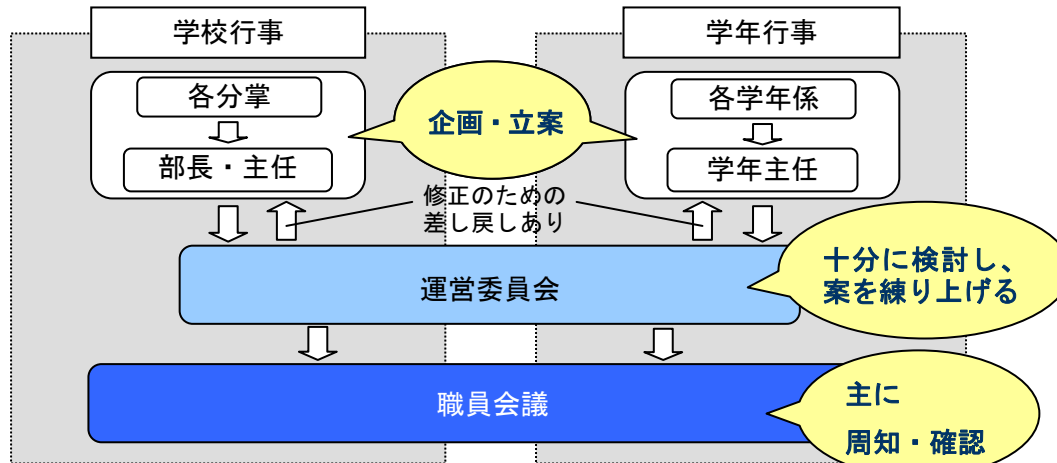 学校行事
学年行事
各分掌
部長・主任
企画・立案
各学年係
学年主任
修正のための
差し戻しあり
運営委員会
十分に検討し、
案を練り上げる
職員会議
主に
周知・確認